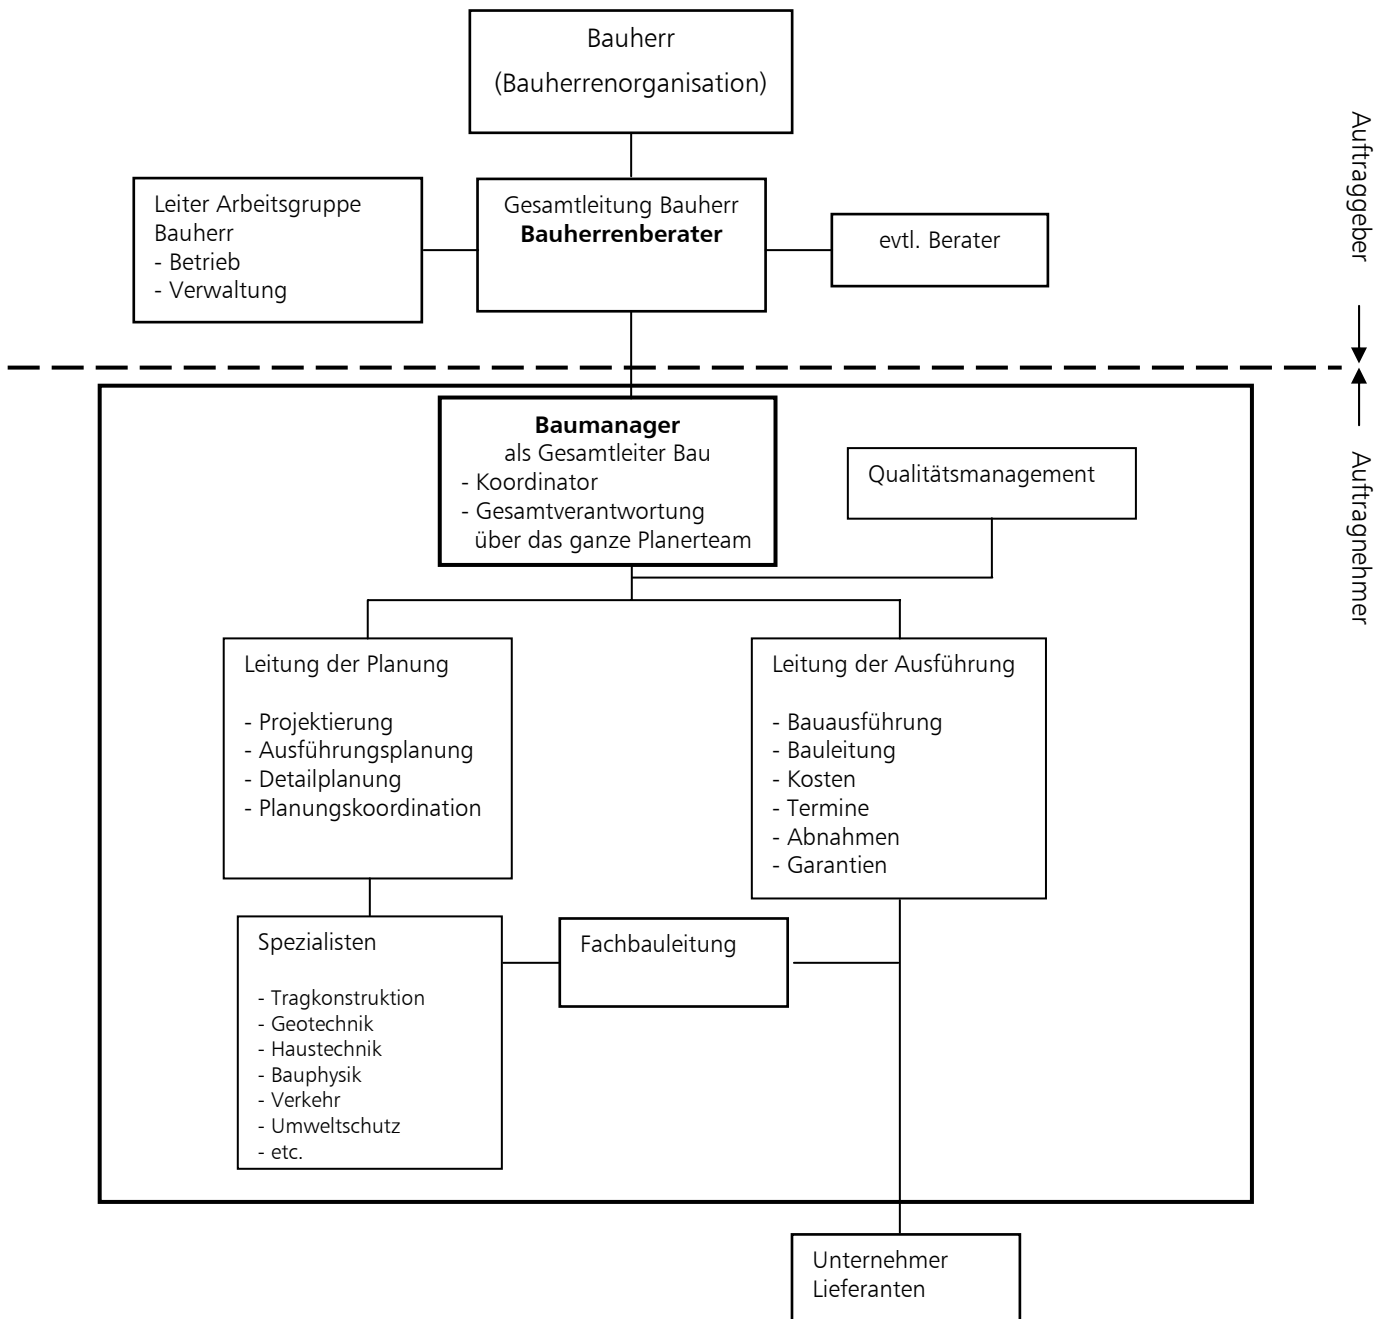 Bauherr
(Bauherrenorganisation)
Leiter Arbeitsgruppe
Bauherr
- Betrieb
- Verwaltung
Gesamtleitung Bauherr
Bauherrenberater
evtl. Berater
Auftraggeber
Auftragnehmer
Baumanager
als Gesamtleiter Bau
- Koordinator
- Gesamtverantwortung
über das ganze Planerteam
Qualitätsmanagement
Leitung der Planung
- Projektierung
- Ausführungsplanung
- Detailplanung
- Planungskoordination
Leitung der Ausführung
- Bauausführung
- Bauleitung
- Kosten
- Termine
- Abnahmen
- Garantien
Spezialisten
- Tragkonstruktion
- Geotechnik
- Haustechnik
- Bauphysik
- Verkehr
- Umweltschutz
- etc.
Fachbauleitung
Unternehmer
Lieferanten